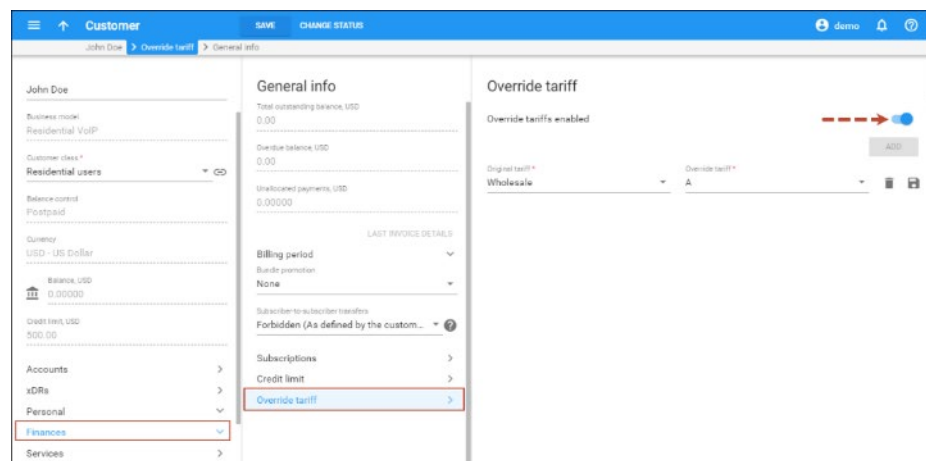 Customer
SAVE CHANGE STATUS
demo
John Doe > Override tariff > General info
John Doe
Business model
Residential VoIP
Customer class *
Residential users
Balance control
Postpaid
Currency
USD - US Dollar
Balance, USD
0.00000
Credit limit, USD
500.00
Accounts
xDRs
Personal
Finances
Services
General info
Total outstanding balance, USD
0.00
Overdue balance, USD
0.00
Unallocated payments, USD
0.00000
LAST INVOICE DETAILS
Billing period
Bundle promotion
None
Subscriber-to-subscriber transfers
Forbidden (As defined by the custom...
Subscriptions
Credit limit
Override tariff
Override tariff
Override tariffs enabled
ADD
Original tariff *
Wholesale
Override tariff *
A